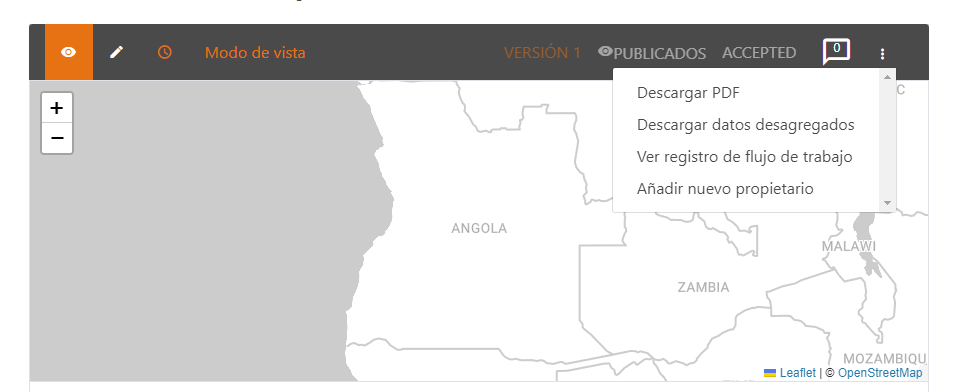 Modo de vista
VERSIÓN 1
PUBLICADOS
ACCEPTED
0
Descargar PDF
Descargar datos desagregados
Ver registro de flujo de trabajo
Añadir nuevo propietario
+
−
C
ANGOLA
MALAWI
ZAMBIA
MOZAMBIQU
Leaflet | © OpenStreetMap